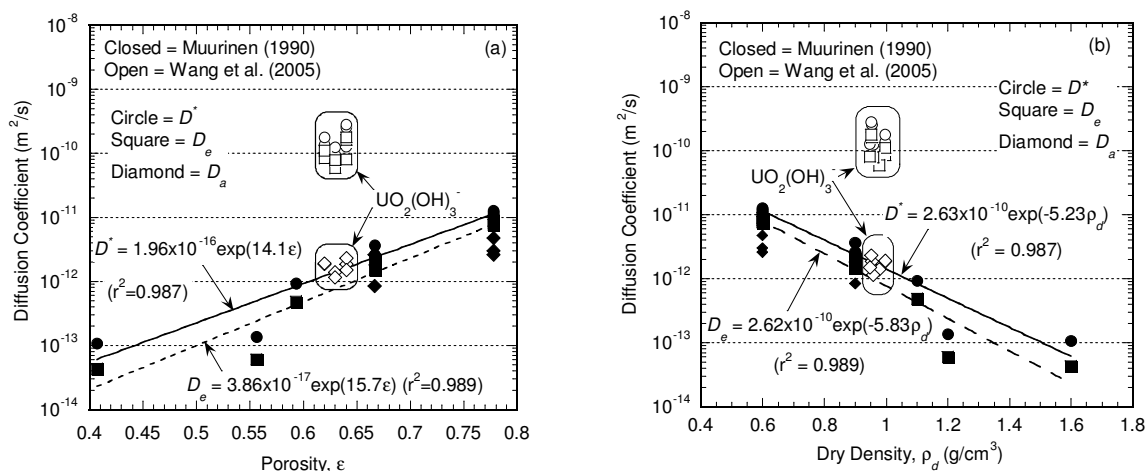 10⁻⁸
Closed = Muurinen (1990)
(a)
Open = Wang et al. (2005)
10⁻⁹
Circle = D*
Square = Dₑ
Diamond = Dₐ
10⁻¹⁰
UO₂(OH)₃⁻
10⁻¹¹
D* = 1.96x10⁻¹⁶exp(14.1ε)
(r²=0.987)
10⁻¹²
10⁻¹³
Dₑ = 3.86x10⁻¹⁷exp(15.7ε) (r²=0.989)
10⁻¹⁴
0.4 0.45 0.5 0.55 0.6 0.65 0.7 0.75 0.8
Porosity, ε
Diffusion Coefficient (m²/s)
10⁻⁸
Closed = Muurinen (1990)
(b)
Open = Wang et al. (2005)
10⁻⁹
Circle = D*
Square = Dₑ
Diamond = Dₐ
10⁻¹⁰
UO₂(OH)₃⁻
10⁻¹¹
D* = 2.63x10⁻¹⁰exp(-5.23ρd)
(r² = 0.987)
10⁻¹²
Dₑ = 2.62x10⁻¹⁰exp(-5.83ρd)
10⁻¹³
(r² = 0.989)
10⁻¹⁴
0.4 0.6 0.8 1 1.2 1.4 1.6 1.8
Dry Density, ρd (g/cm³)
Diffusion Coefficient (m²/s)